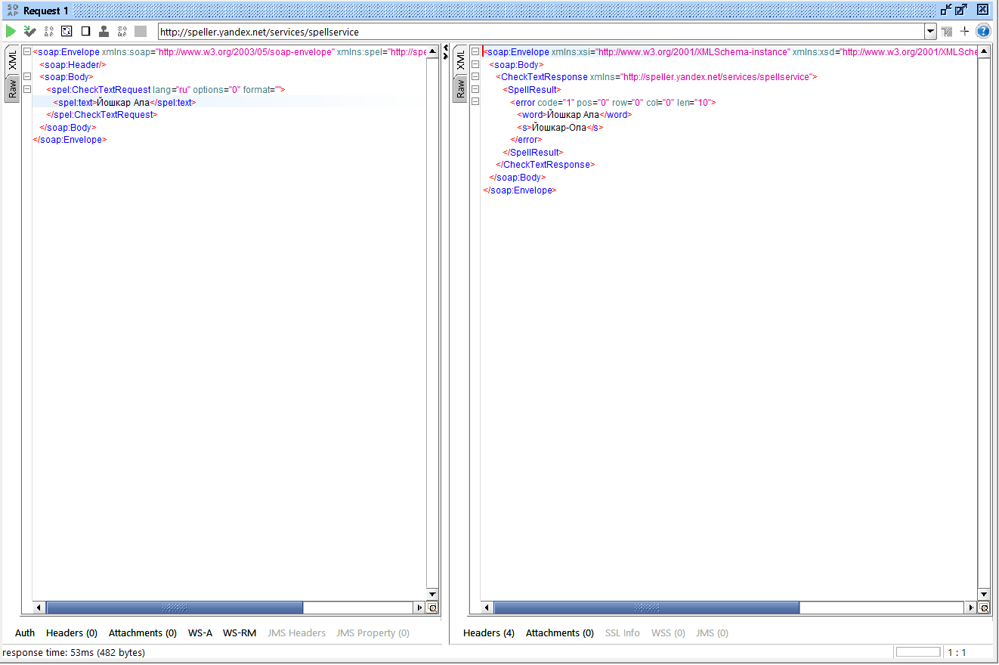 SO AP Request 1
http://speller.yandex.net/services/spellservice
XML
Raw
<soap:Envelope xmlns:soap="http://www.w3.org/2003/05/soap-envelope" xmlns:spel="http://spe
<soap:Header/>
<soap:Body>
<spel:CheckTextRequest lang="ru" options="0" format="">
<spel:text>Йошкар Ала</spel:text>
</spel:CheckTextRequest>
</soap:Body>
</soap:Envelope>
XML
Raw
<soap:Envelope xmlns:xsi="http://www.w3.org/2001/XMLSchema-instance" xmlns:xsd="http://www.w3.org/2001/XMLSche
<soap:Body>
<CheckTextResponse xmlns="http://speller.yandex.net/services/spellservice">
<SpellResult>
<error code="1" pos="0" row="0" col="0" len="10">
<word>Йошкар Ала</word>
<s>Йошкар-Ола</s>
</error>
</SpellResult>
</CheckTextResponse>
</soap:Body>
</soap:Envelope>
Auth Headers (0) Attachments (0) WS-A WS-RM JMS Headers JMS Property (0)
Headers (4) Attachments (0) SSL Info WSS (0) JMS (0)
response time: 53ms (482 bytes)
1 : 1